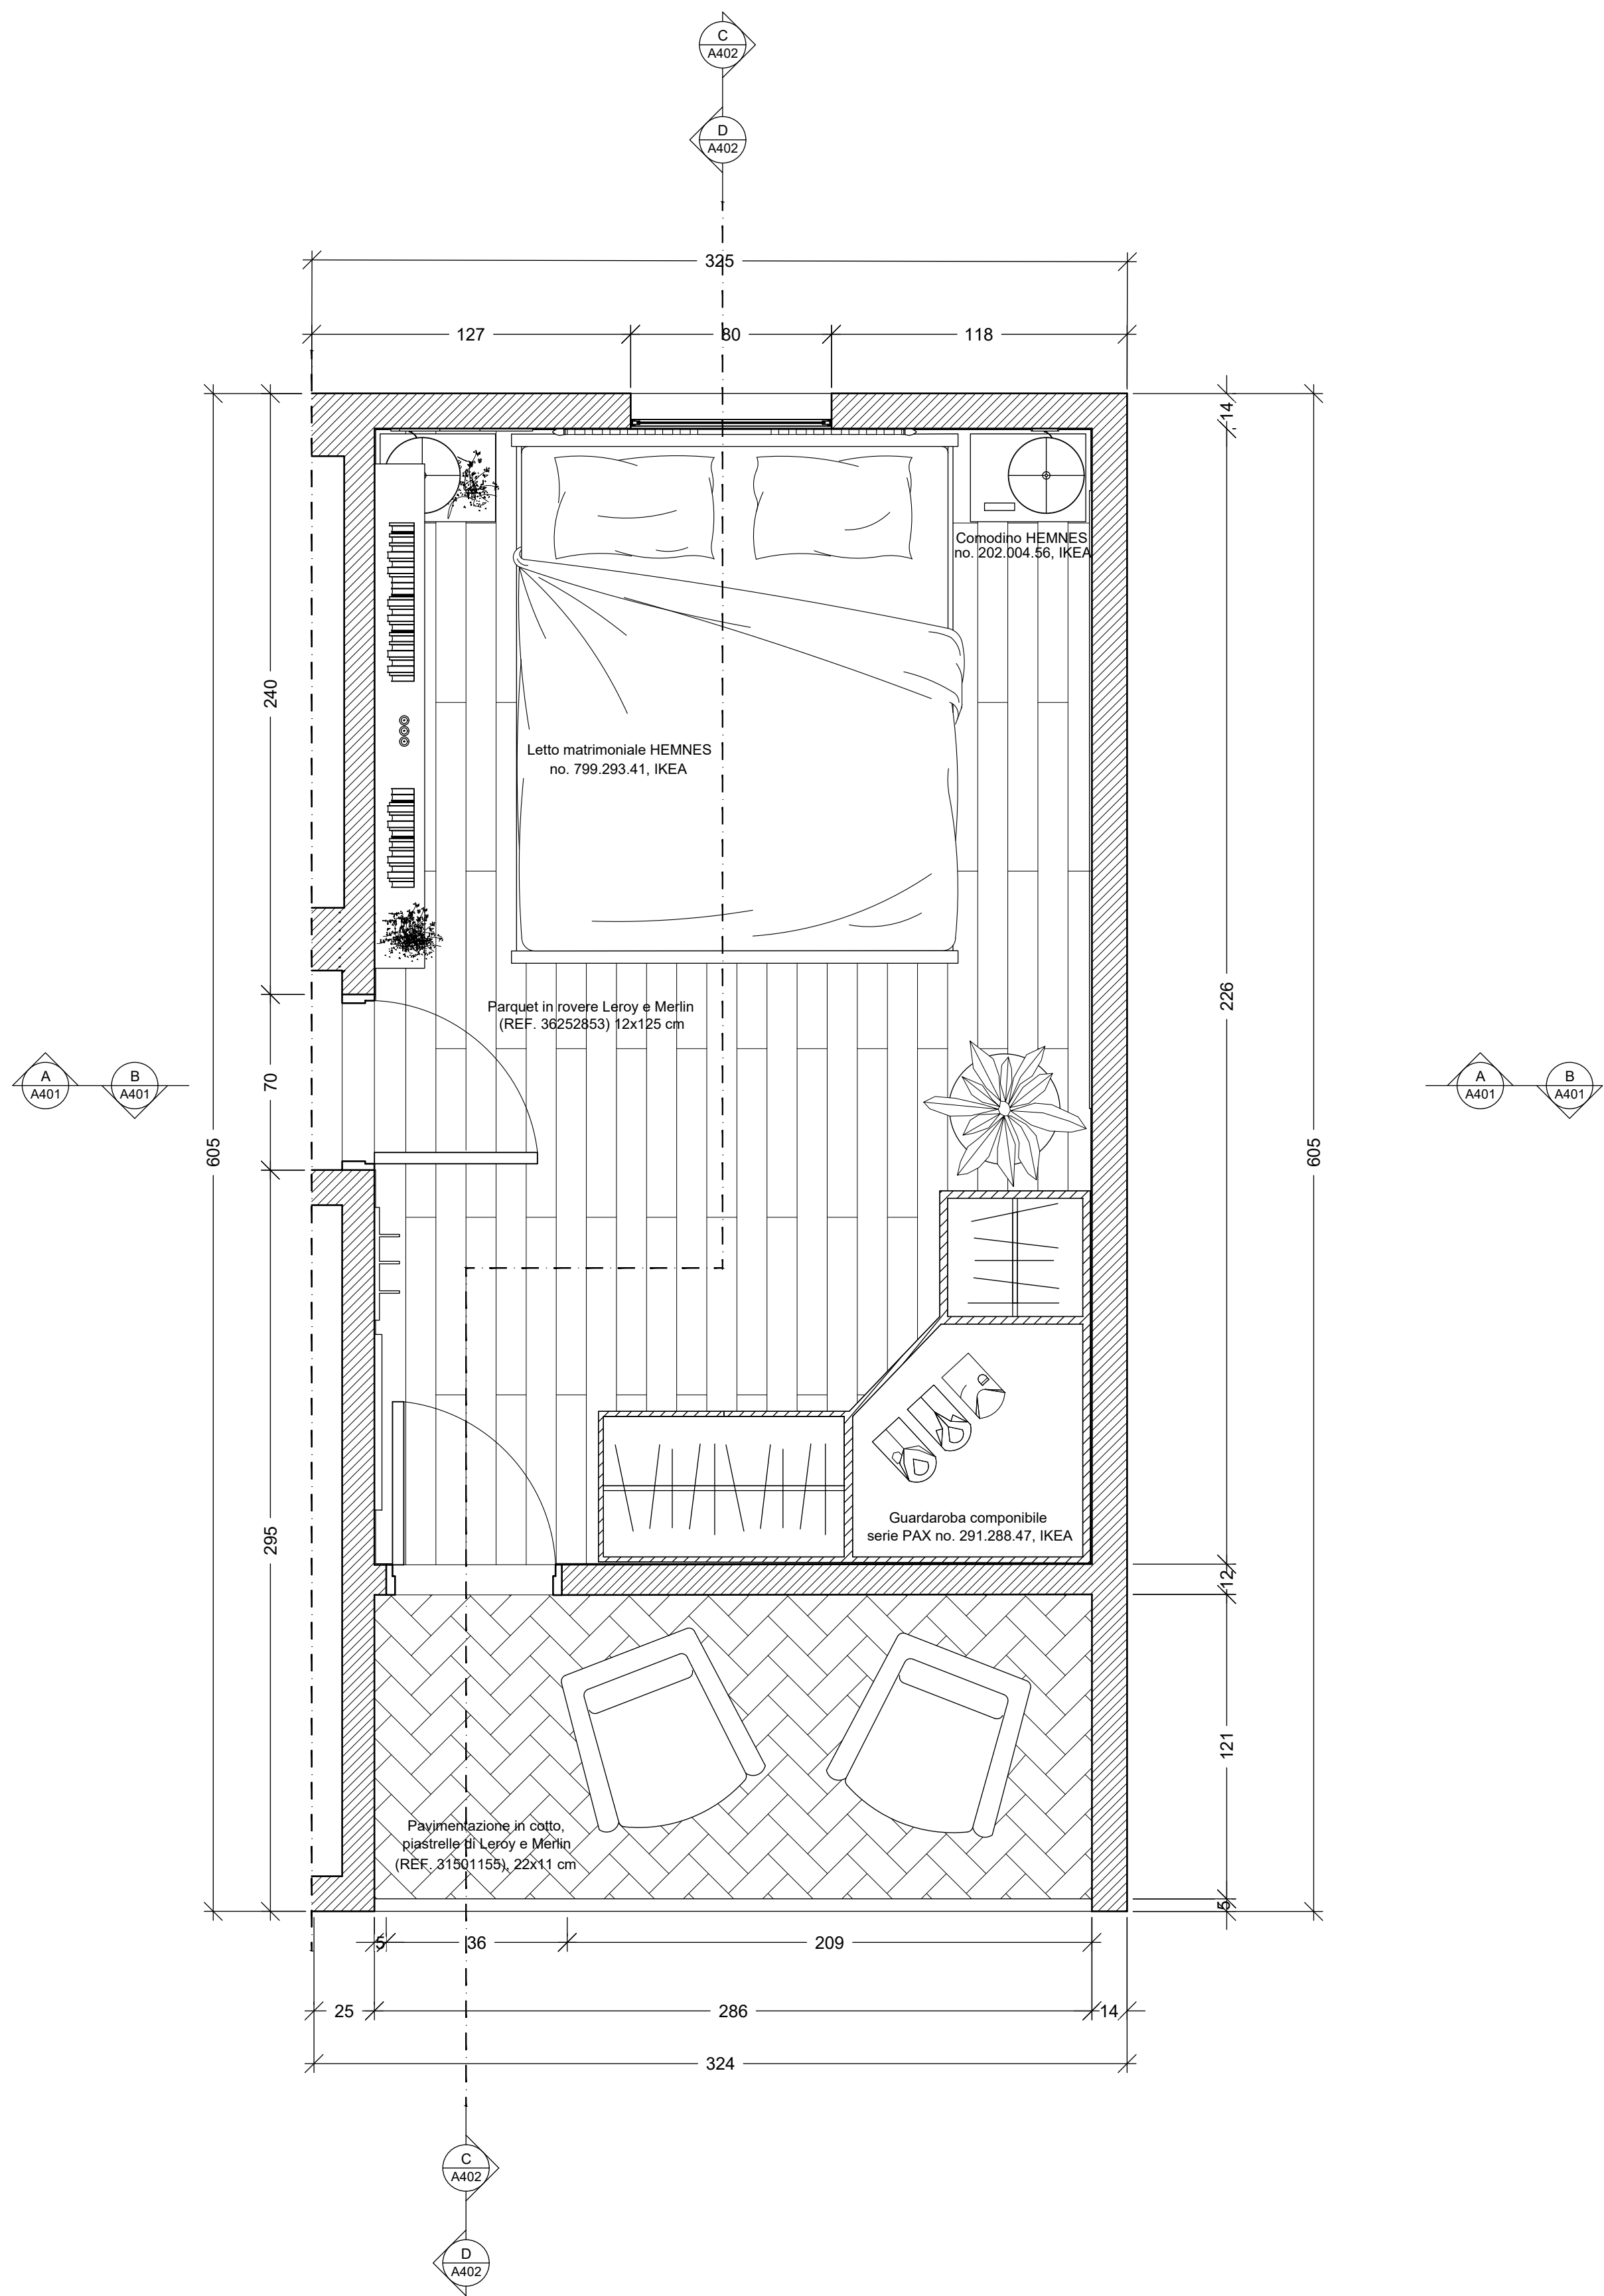 C
A402
D
A402
325
127
80
118
14
Comodino HEMNES
no. 202.004.56, IKEA
240
Letto matrimoniale HEMNES
no. 799.293.41, IKEA
226
Parquet in rovere Leroy e Merlin
(REF. 36252853) 12x125 cm
A
A401
B
A401
70
A
A401
B
A401
605
605
295
Guardaroba componibile
serie PAX no. 291.288.47, IKEA
12
121
Pavimentazione in cotto,
piastrelle di Leroy e Merlin
(REF. 31501155), 22x11 cm
5
5
36
209
25
286
14
324
C
A402
D
A402